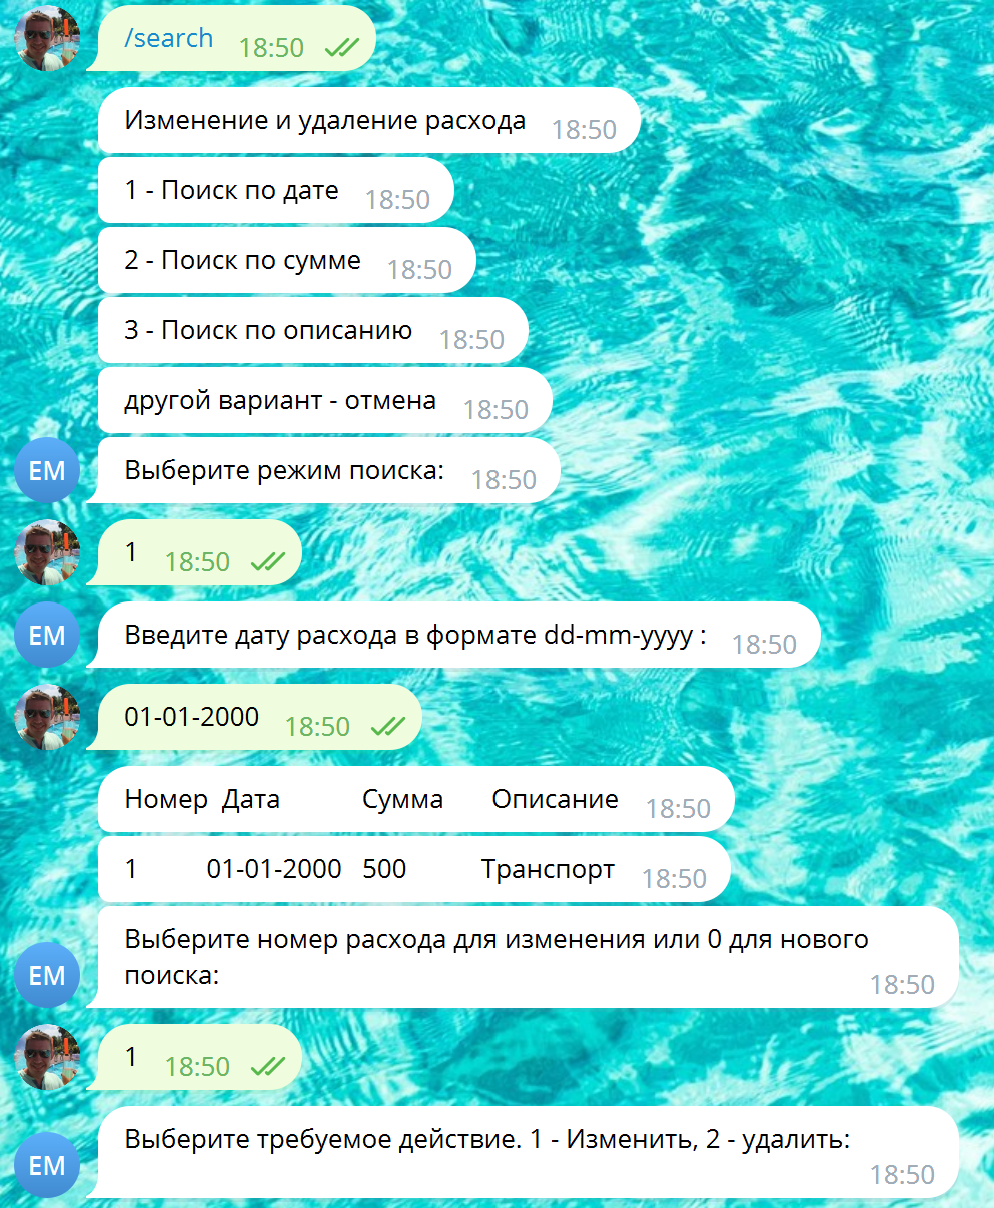 /search 18:50
Изменение и удаление расхода 18:50
1 - Поиск по дате 18:50
2 - Поиск по сумме 18:50
3 - Поиск по описанию 18:50
другой вариант - отмена 18:50
EM Выберите режим поиска: 18:50
1 18:50
EM Введите дату расхода в формате dd-mm-yyyy : 18:50
01-01-2000 18:50
Номер Дата Сумма Описание 18:50
1 01-01-2000 500 Транспорт 18:50
Выберите номер расхода для изменения или 0 для нового
EM поиска: 18:50
1 18:50
Выберите требуемое действие. 1 - Изменить, 2 - удалить:
EM 18:50